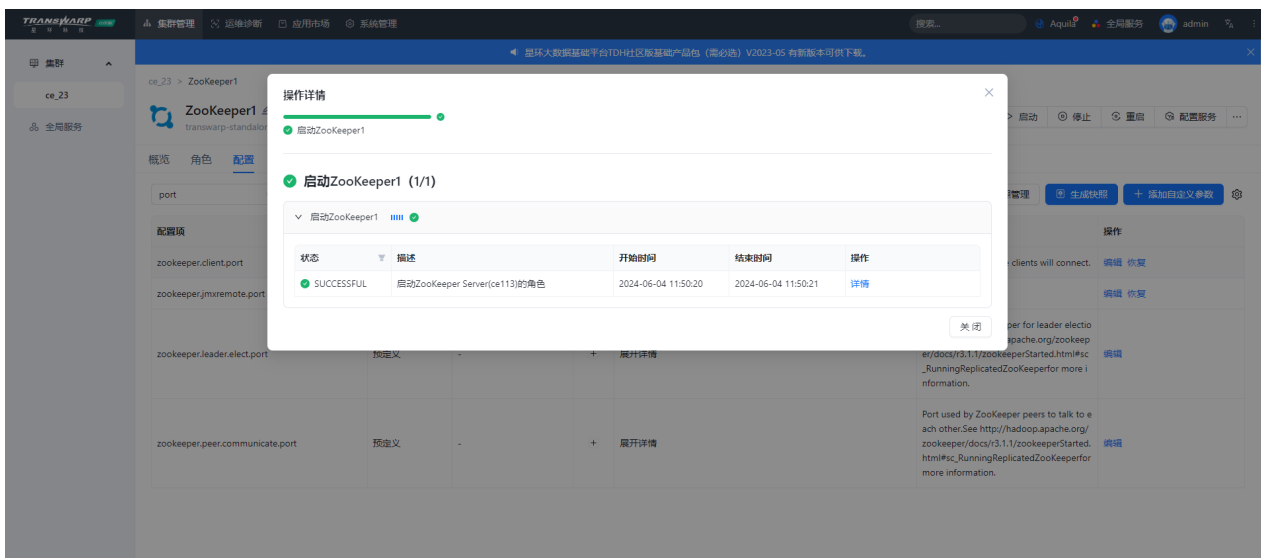 TRANSWARP
星环科技
集群管理
运维诊断
应用市场
系统管理
搜索...
Aquila
全局服务
admin
星环大数据基础平台TDH社区版基础产品包（需必选）V2023-05 有新版本可供下载。
集群
ce_23
全局服务
ce_23 > ZooKeeper1
ZooKeeper1
transwarp-standalon
启动
停止
重启
配置服务
...
概览
角色
配置
port
管理
生成快照
+ 添加自定义参数
操作详情
启动ZooKeeper1
启动ZooKeeper1 (1/1)
启动ZooKeeper1
状态 描述 开始时间 结束时间 操作
SUCCESSFUL 启动ZooKeeper Server(ce113)的角色 2024-06-04 11:50:20 2024-06-04 11:50:21 详情
关 闭
配置项
操作
zookeeper.client.port
clients will connect.
编辑 恢复
zookeeper.jmxremote.port
编辑 恢复
zookeeper.leader.elect.port
预定义
-
+
展开详情
per for leader electio
apache.org/zookeep
er/docs/r3.1.1/zookeeperStarted.html#sc
_RunningReplicatedZooKeeperfor more i
nformation.
编辑
zookeeper.peer.communicate.port
预定义
-
+
展开详情
Port used by ZooKeeper peers to talk to e
ach other.See http://hadoop.apache.org/
zookeeper/docs/r3.1.1/zookeeperStarted.
html#sc_RunningReplicatedZooKeeperfor
more information.
编辑